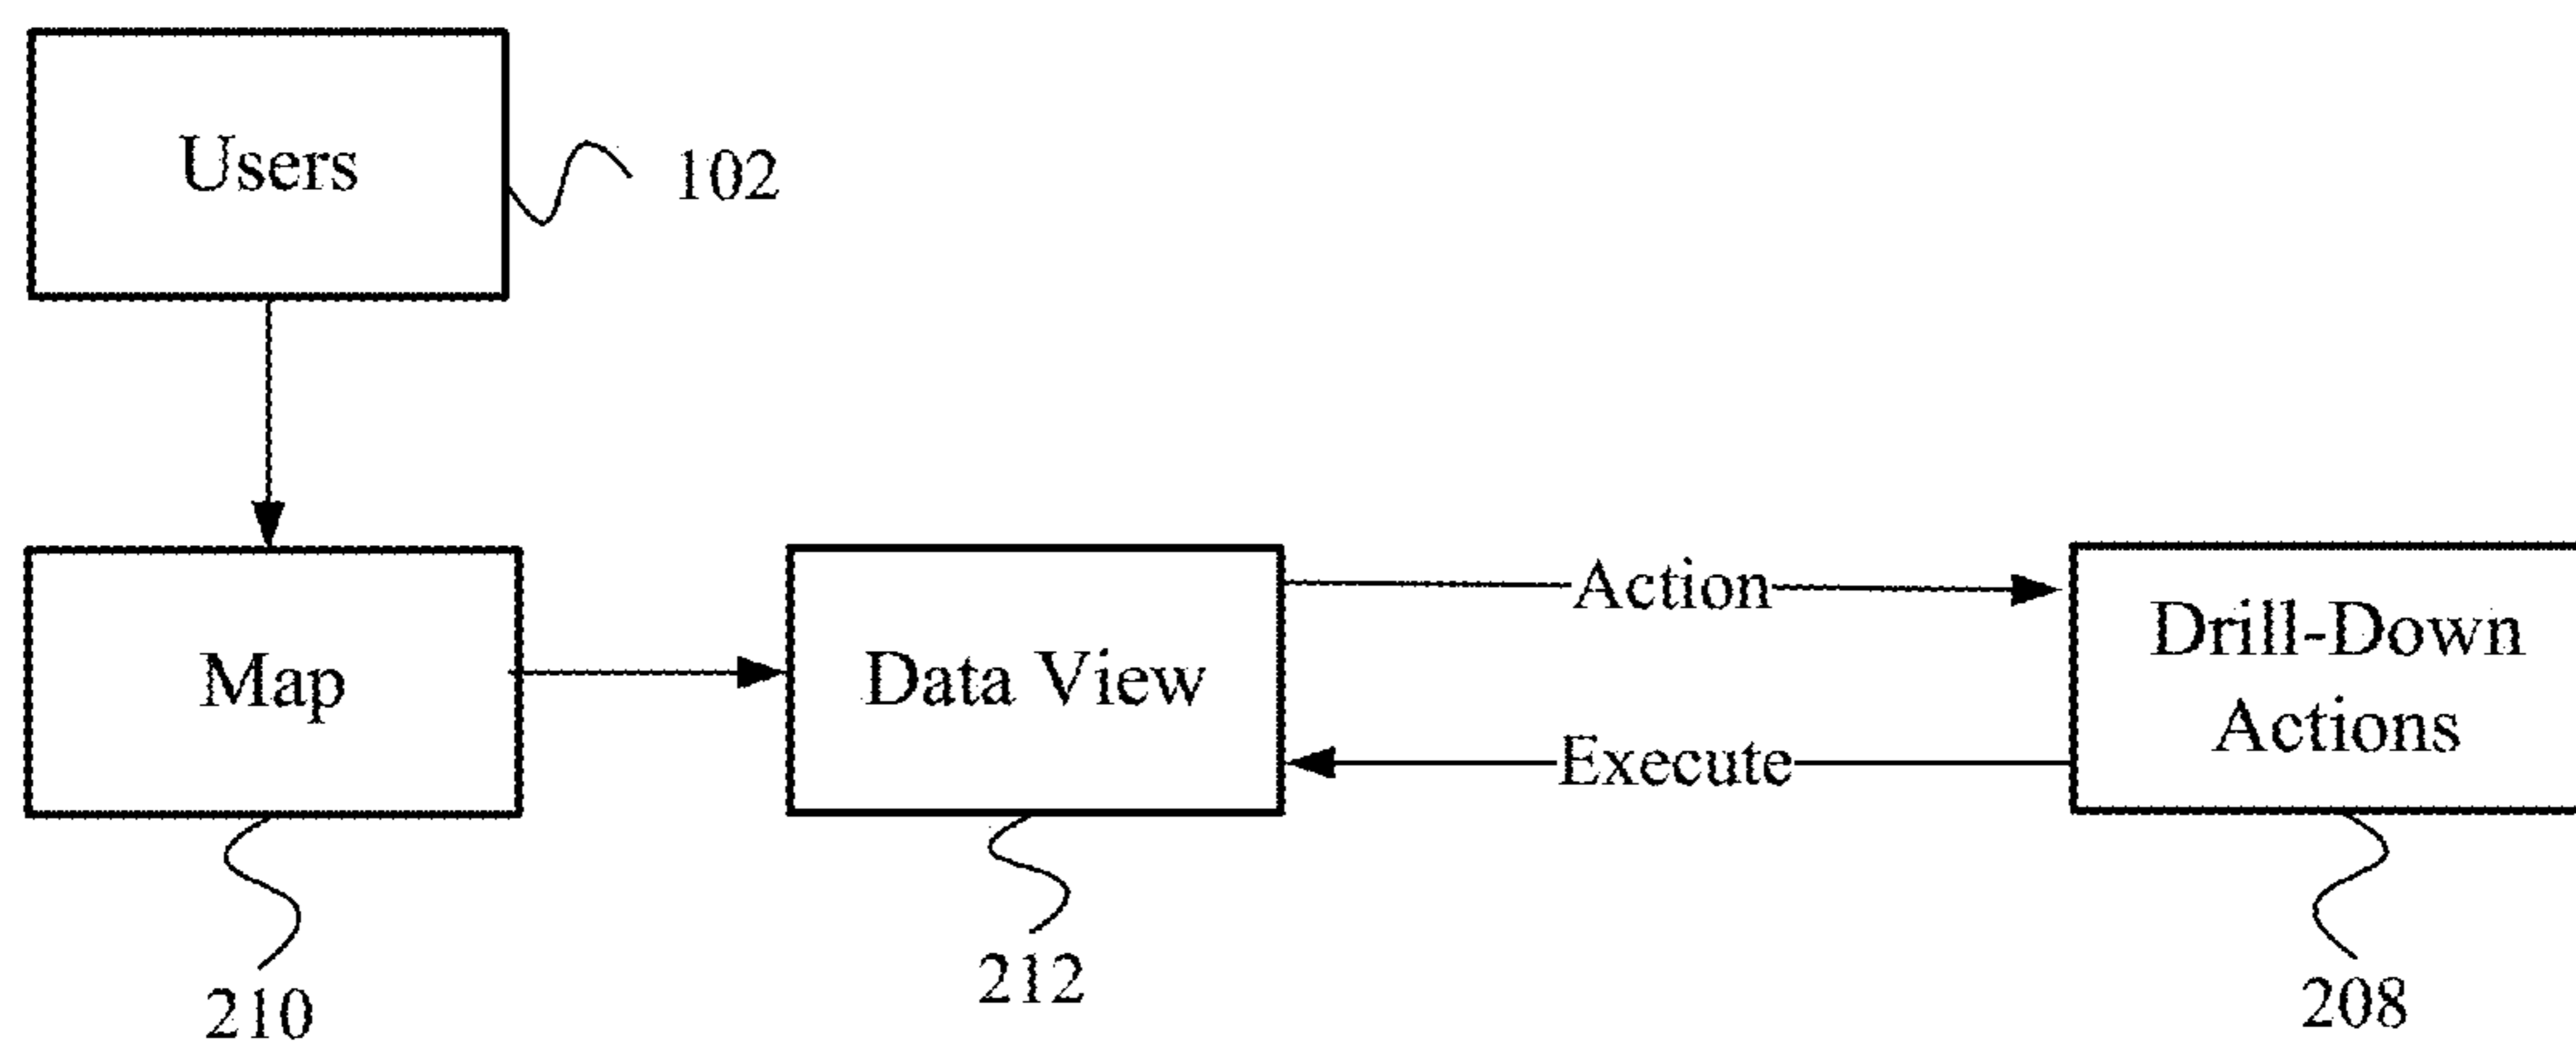 Users
102
Map
Data View
Action
Execute
Drill-Down
Actions
210
212
208